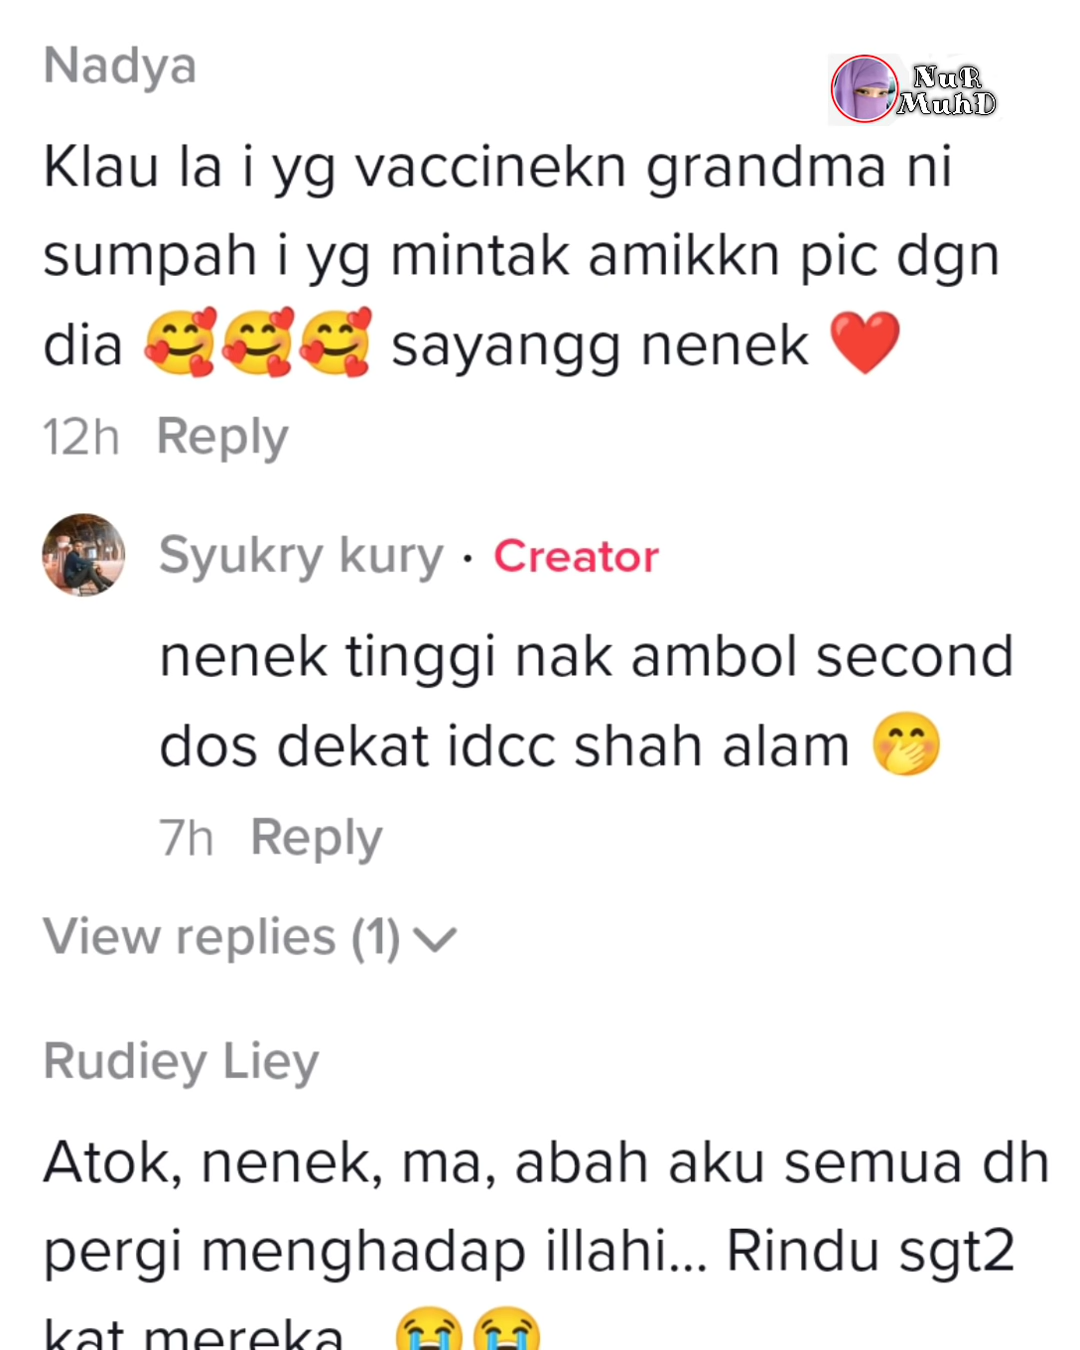 Nadya
NuR
MuhD
Klau la i yg vaccinekn grandma ni
sumpah i yg mintak amikkn pic dgn
dia 🥰🥰🥰 sayangg nenek ❤️
12h Reply
Syukry kury · Creator
nenek tinggi nak ambol second
dos dekat idcc shah alam 🤭
7h Reply
View replies (1)
Rudiey Liey
Atok, nenek, ma, abah aku semua dh
pergi menghadap illahi... Rindu sgt2
kat mereka 😭😭